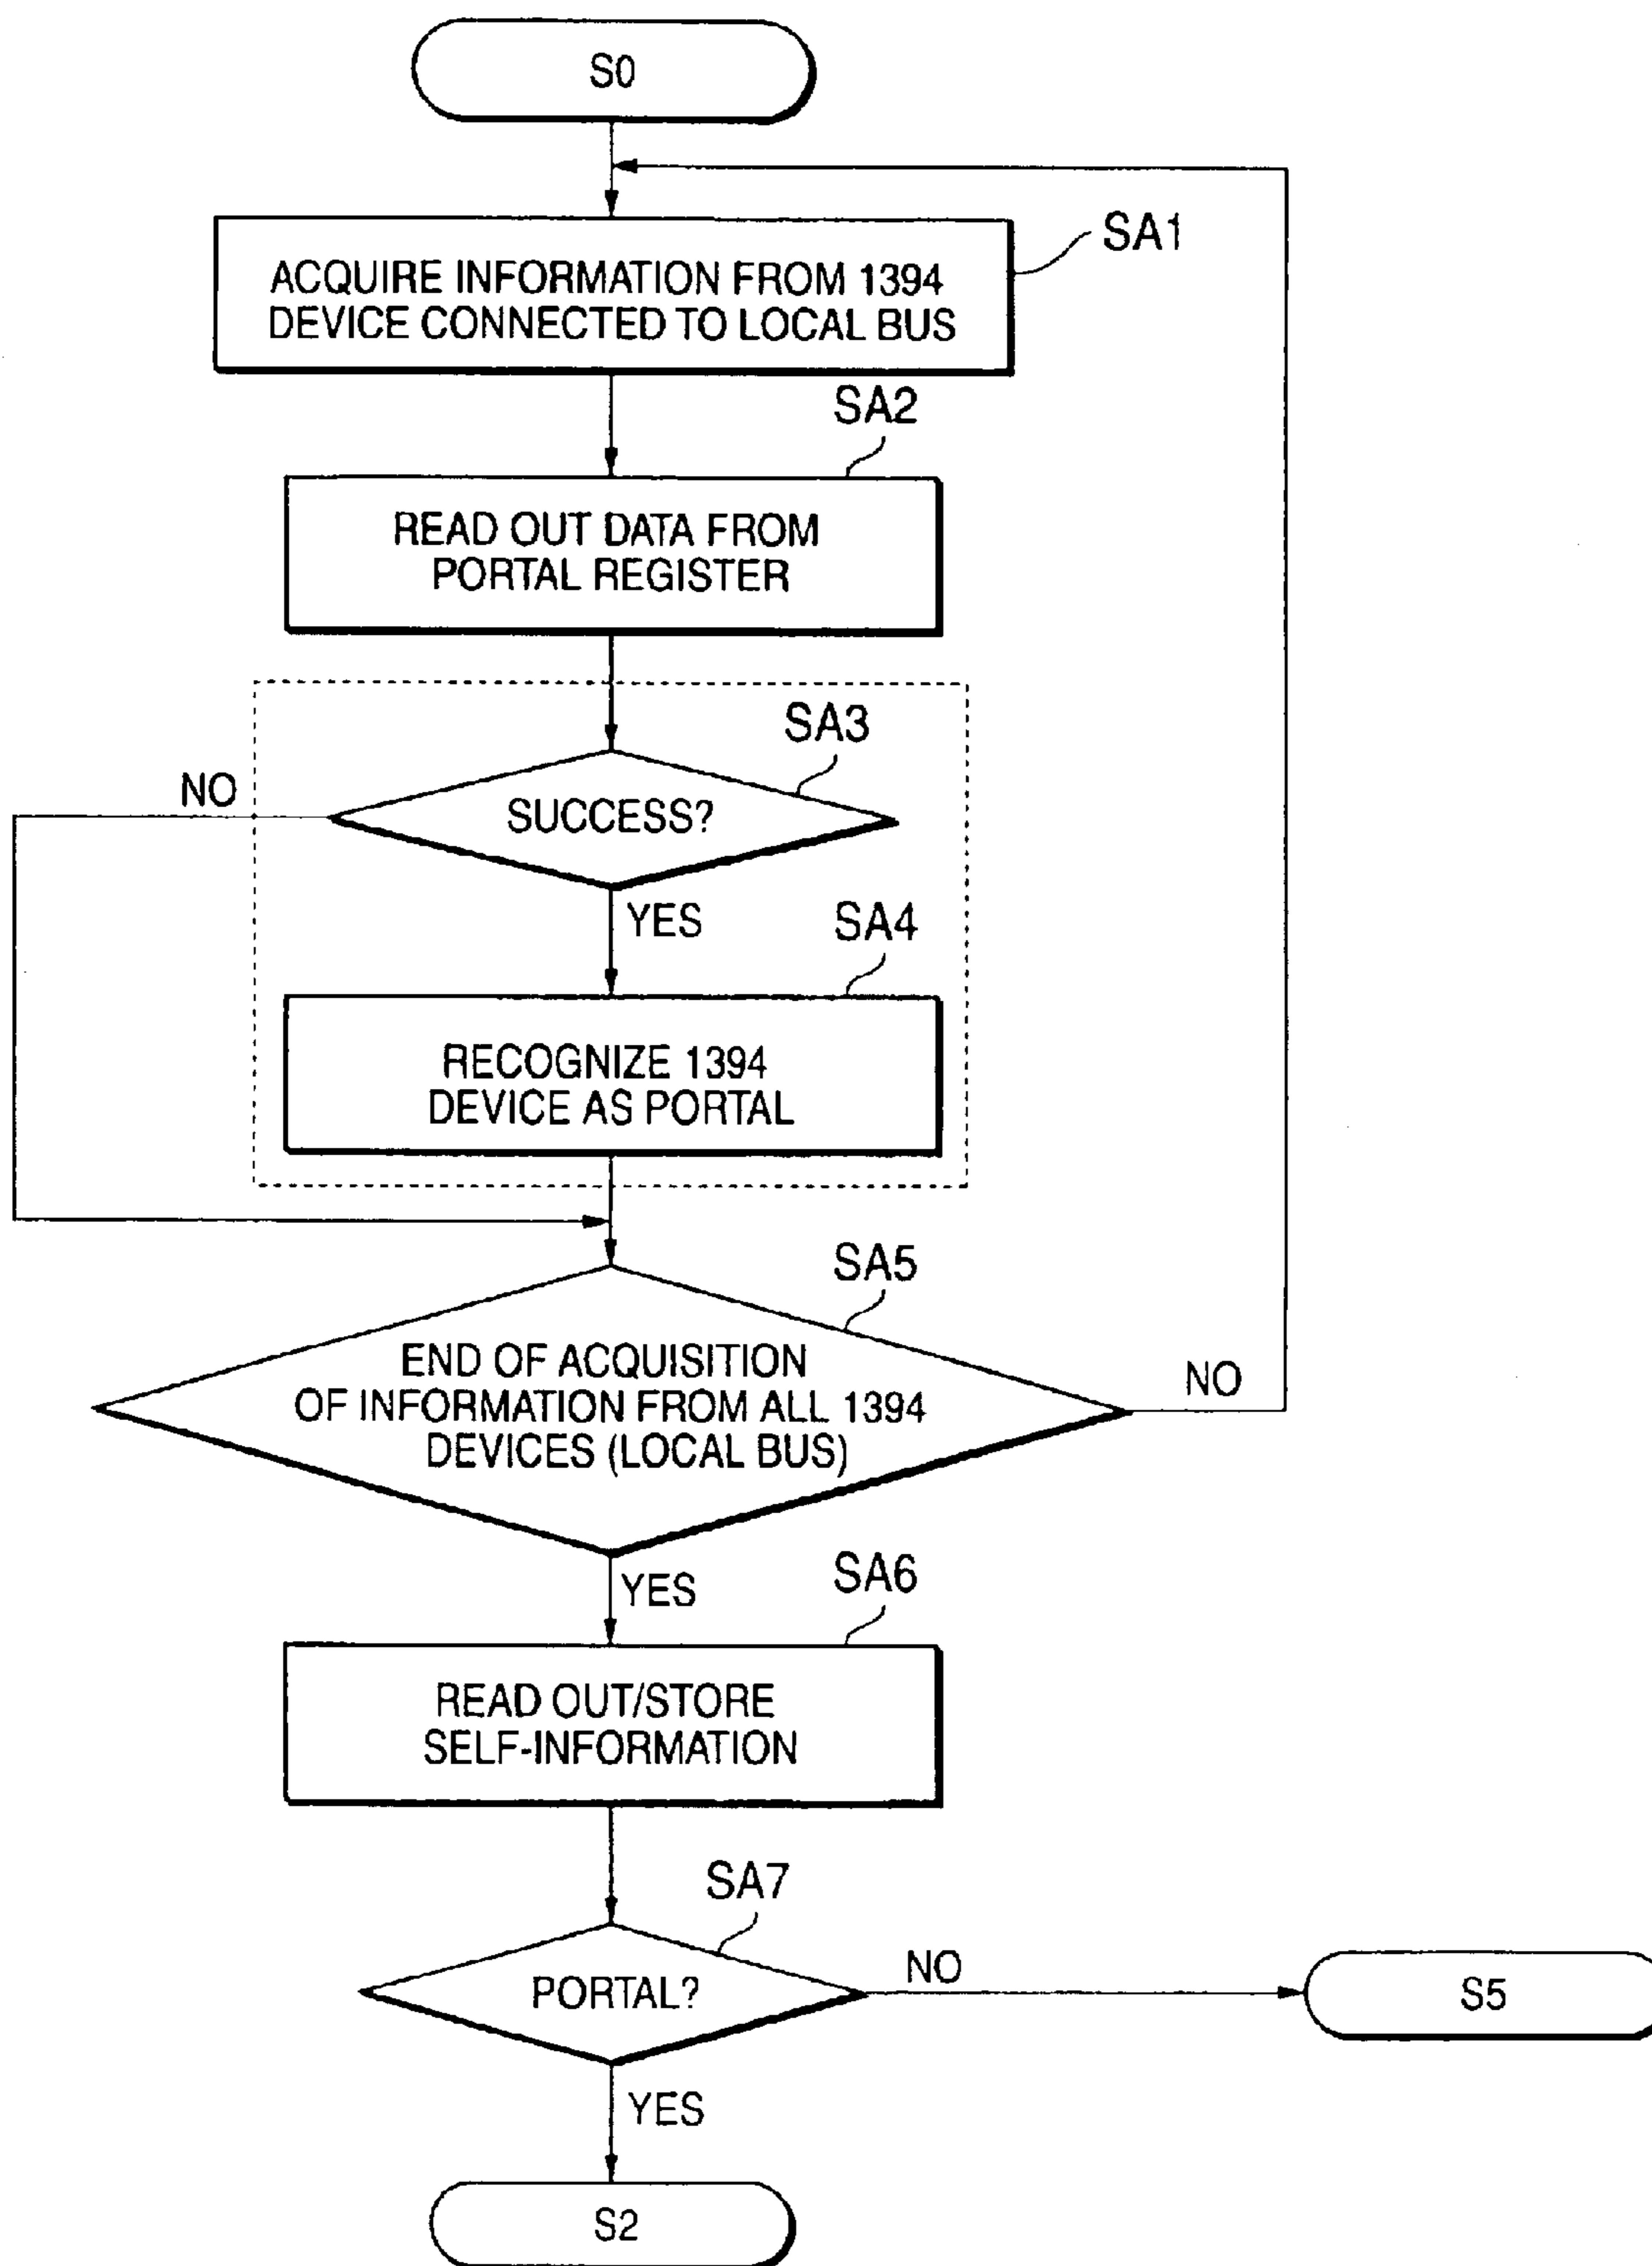 S0
SA1
ACQUIRE INFORMATION FROM 1394
DEVICE CONNECTED TO LOCAL BUS
SA2
READ OUT DATA FROM
PORTAL REGISTER
SA3
NO
SUCCESS?
YES
SA4
RECOGNIZE 1394
DEVICE AS PORTAL
SA5
END OF ACQUISITION
OF INFORMATION FROM ALL 1394
DEVICES (LOCAL BUS)
NO
YES
SA6
READ OUT/STORE
SELF-INFORMATION
SA7
PORTAL?
NO
S5
YES
S2